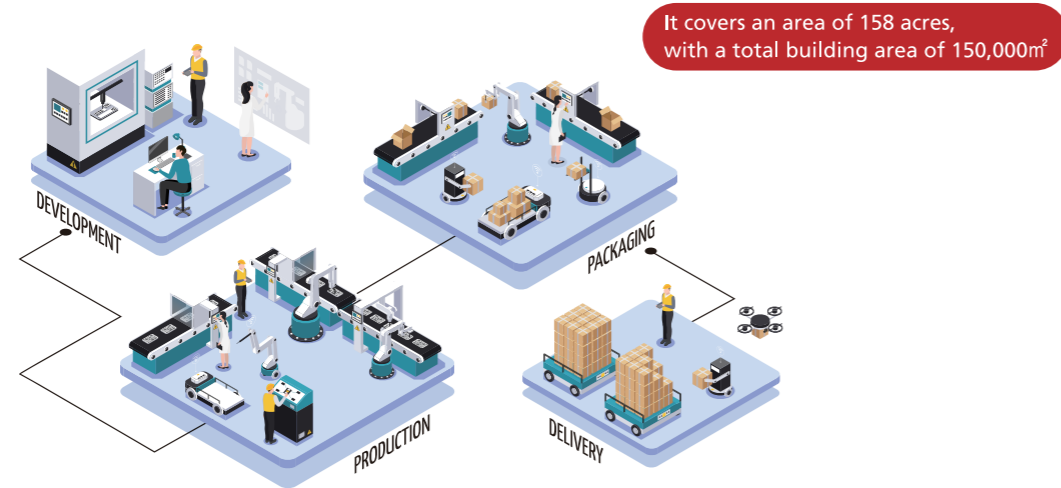 It covers an area of 158 acres,
with a total building area of 150,000㎡
DEVELOPMENT
PACKAGING
PRODUCTION
DELIVERY